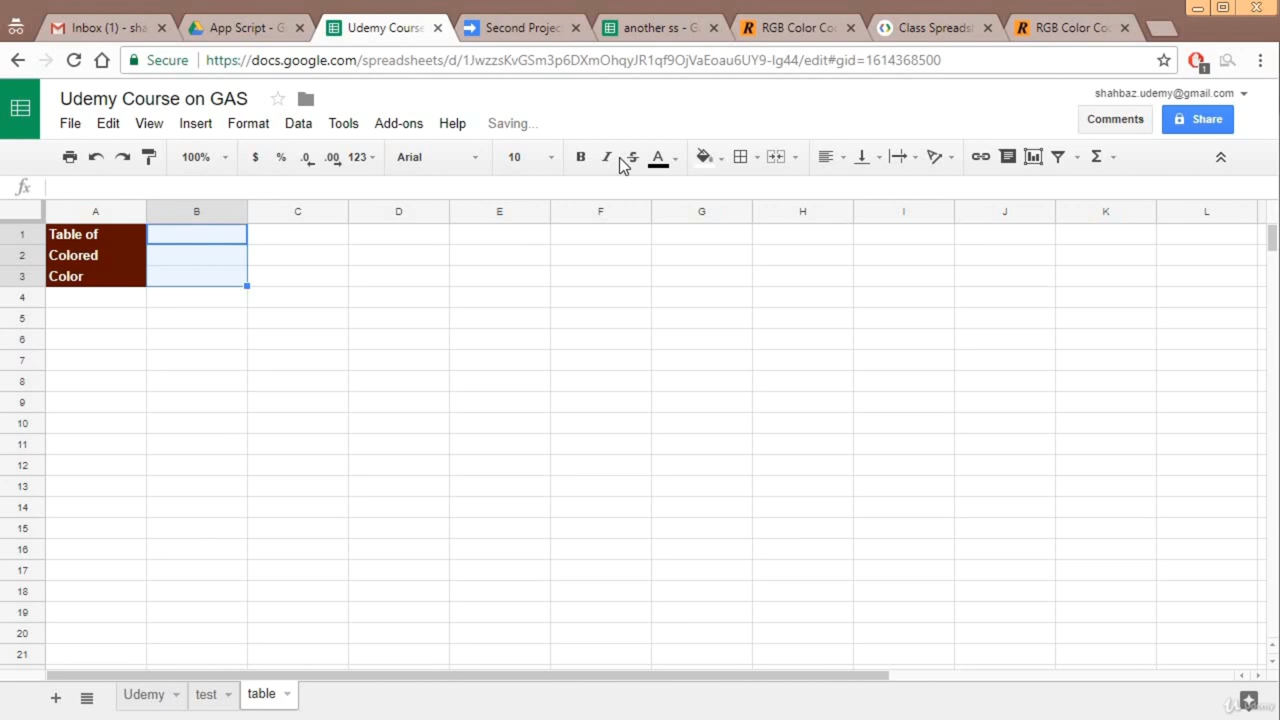 Inbox (1) - sha
App Script - G
Udemy Course
Second Projec
another ss - G
RGB Color Co
Class Spreads
RGB Color Co
Secure
https://docs.google.com/spreadsheets/d/1JwzzsKvGSm3p6DXmOhqyJR1qf9OjVaEoau6UY9-Ig44/edit#gid=1614368500
1
Udemy Course on GAS
shahbaz.udemy@gmail.com
File Edit View Insert Format Data Tools Add-ons Help Saving...
Comments
Share
100% $ % .0 .00 123 Arial 10 B I S A Σ
fx
A B C D E F G H I J K L
1 Table of
2 Colored
3 Color
4
5
6
7
8
9
10
11
12
13
14
15
16
17
18
19
20
21
+ Udemy test table
Udemy